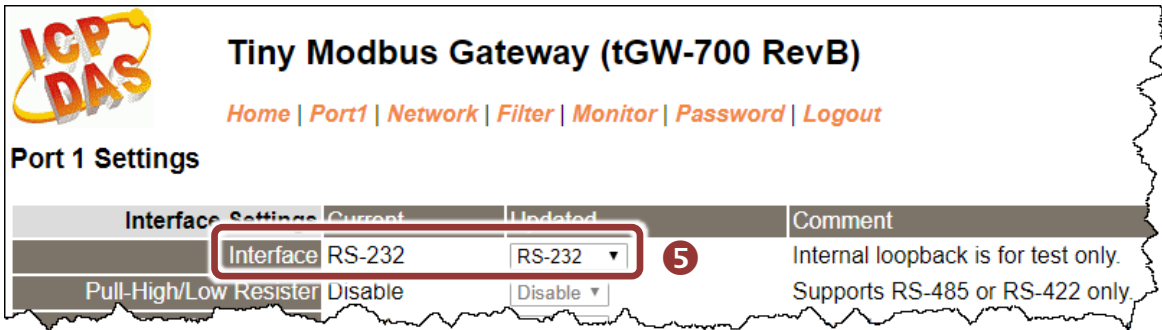 ICP
DAS
Tiny Modbus Gateway (tGW-700 RevB)
Home | Port1 | Network | Filter | Monitor | Password | Logout
Port 1 Settings
Interface Settings Current Updated Comment
Interface RS-232 RS-232 5 Internal loopback is for test only.
Pull-High/Low Resister Disable Disable Supports RS-485 or RS-422 only.